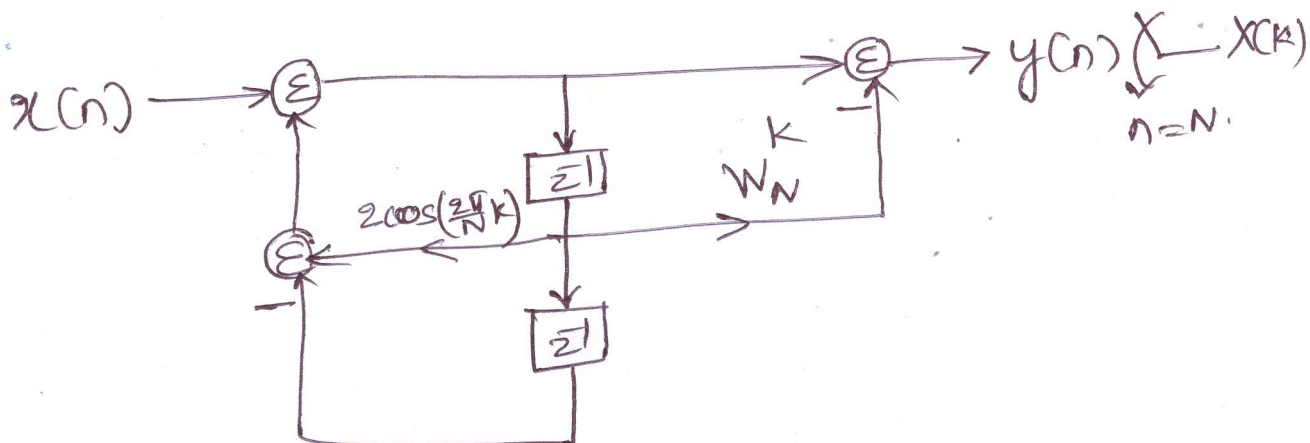 x(n)
Σ
Σ
y(n)
X(k)
n=N.
z⁻¹
K
W_N
2cos(2π/N k)
Σ
z⁻¹